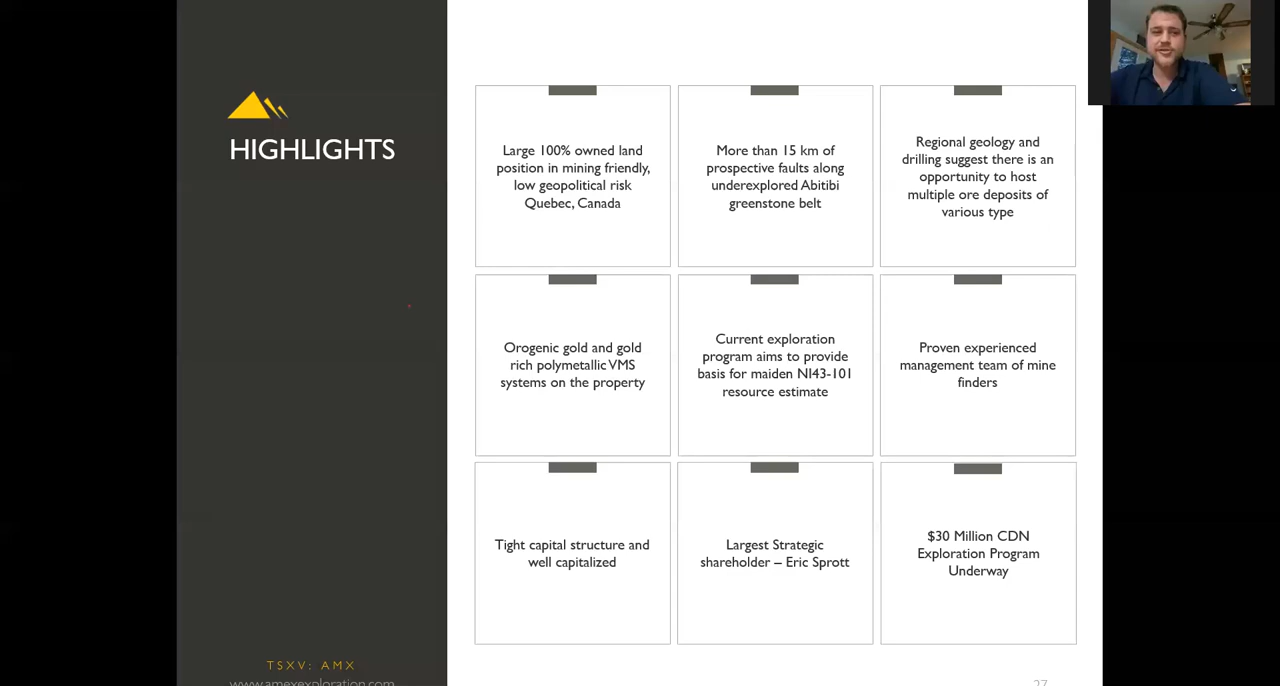 HIGHLIGHTS
Large 100% owned land
position in mining friendly,
low geopolitical risk
Quebec, Canada
More than 15 km of
prospective faults along
underexplored Abitibi
greenstone belt
Regional geology and
drilling suggest there is an
opportunity to host
multiple ore deposits of
various type
Orogenic gold and gold
rich polymetallic VMS
systems on the property
Current exploration
program aims to provide
basis for maiden NI43-101
resource estimate
Proven experienced
management team of mine
finders
Tight capital structure and
well capitalized
Largest Strategic
shareholder – Eric Sprott
$30 Million CDN
Exploration Program
Underway
TSXV: AMX
www.amexexploration.com
27